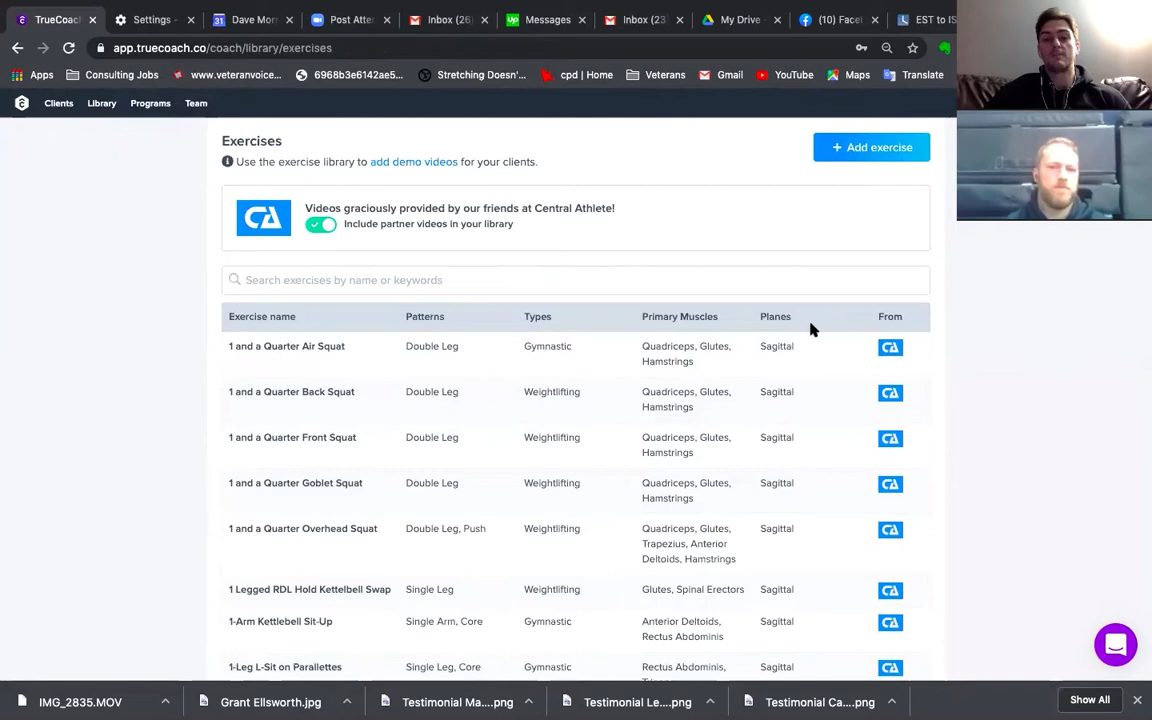 TrueCoach
Settings -
Dave Morr
Post Atter
Inbox (26)
Messages
Inbox (23
My Drive -
(10) Face
EST to IS
app.truecoach.co/coach/library/exercises
Apps
Consulting Jobs
www.veteranvoice...
6968b3e6142ae5...
Stretching Doesn'...
cpd | Home
Veterans
Gmail
YouTube
Maps
Translate
Clients
Library
Programs
Team
Exercises
Use the exercise library to add demo videos for your clients.
+ Add exercise
CA
Videos graciously provided by our friends at Central Athlete!
Include partner videos in your library
Search exercises by name or keywords
Exercise name Patterns Types Primary Muscles Planes From
1 and a Quarter Air Squat Double Leg Gymnastic Quadriceps, Glutes, Sagittal CA
Hamstrings
1 and a Quarter Back Squat Double Leg Weightlifting Quadriceps, Glutes, Sagittal CA
Hamstrings
1 and a Quarter Front Squat Double Leg Weightlifting Quadriceps, Glutes, Sagittal CA
Hamstrings
1 and a Quarter Goblet Squat Double Leg Weightlifting Quadriceps, Glutes, Sagittal CA
Hamstrings
1 and a Quarter Overhead Squat Double Leg, Push Weightlifting Quadriceps, Glutes, Sagittal CA
Trapezius, Anterior
Deltoids, Hamstrings
1 Legged RDL Hold Kettelbell Swap Single Leg Weightlifting Glutes, Spinal Erectors Sagittal CA
1-Arm Kettlebell Sit-Up Single Arm, Core Gymnastic Anterior Deltoids, Sagittal CA
Rectus Abdominis
1-Leg L-Sit on Parallettes Single Leg, Core Gymnastic Rectus Abdominis, Sagittal CA
IMG_2835.MOV
Grant Ellsworth.jpg
Testimonial Ma....png
Testimonial Le....png
Testimonial Ca....png
Show All